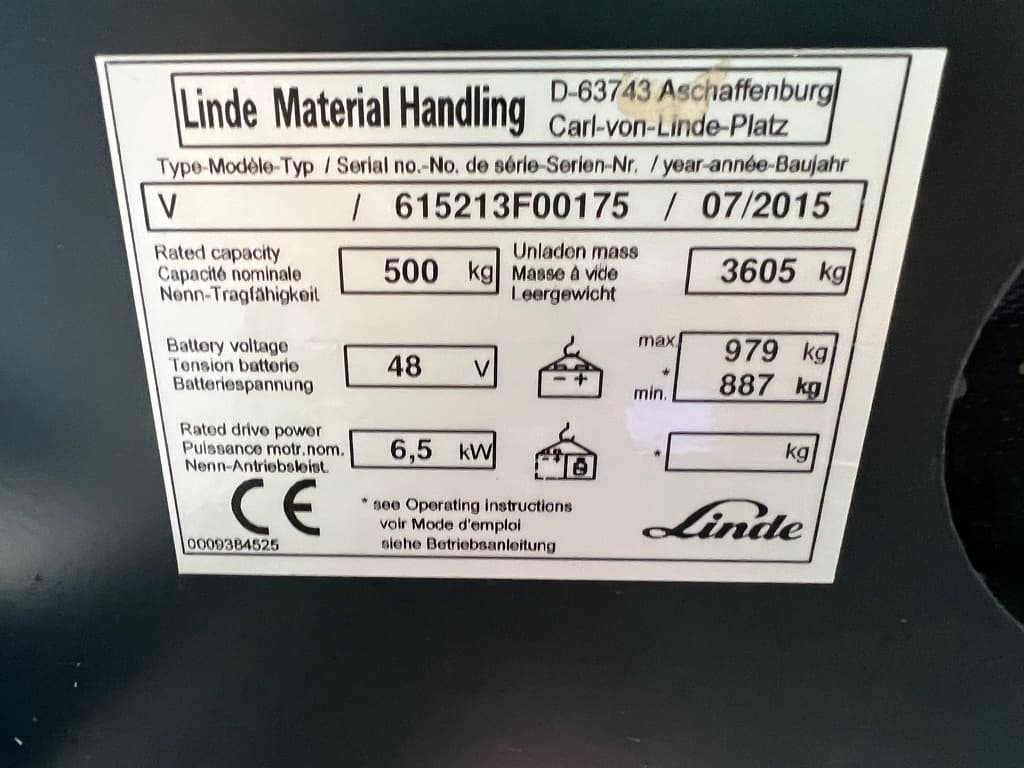 Linde Material Handling
D-63743 Aschaffenburg
Carl-von-Linde-Platz
Type-Modèle-Typ / Serial no.-No. de série-Serien-Nr. / year-année-Baujahr
V / 615213F00175 / 07/2015
Rated capacity
Capacité nominale
Nenn-Tragfähigkeit
500 kg
Unladen mass
Masse à vide
Leergewicht
3605 kg
Battery voltage
Tension batterie
Batteriespannung
48 V
- +
max. 979 kg
*
min. 887 kg
Rated drive power
Puissance motr.nom.
Nenn-Antriebsleist.
6,5 kW
* kg
CE
0009384525
* see Operating instructions
voir Mode d'emploi
siehe Betriebsanleitung
Linde